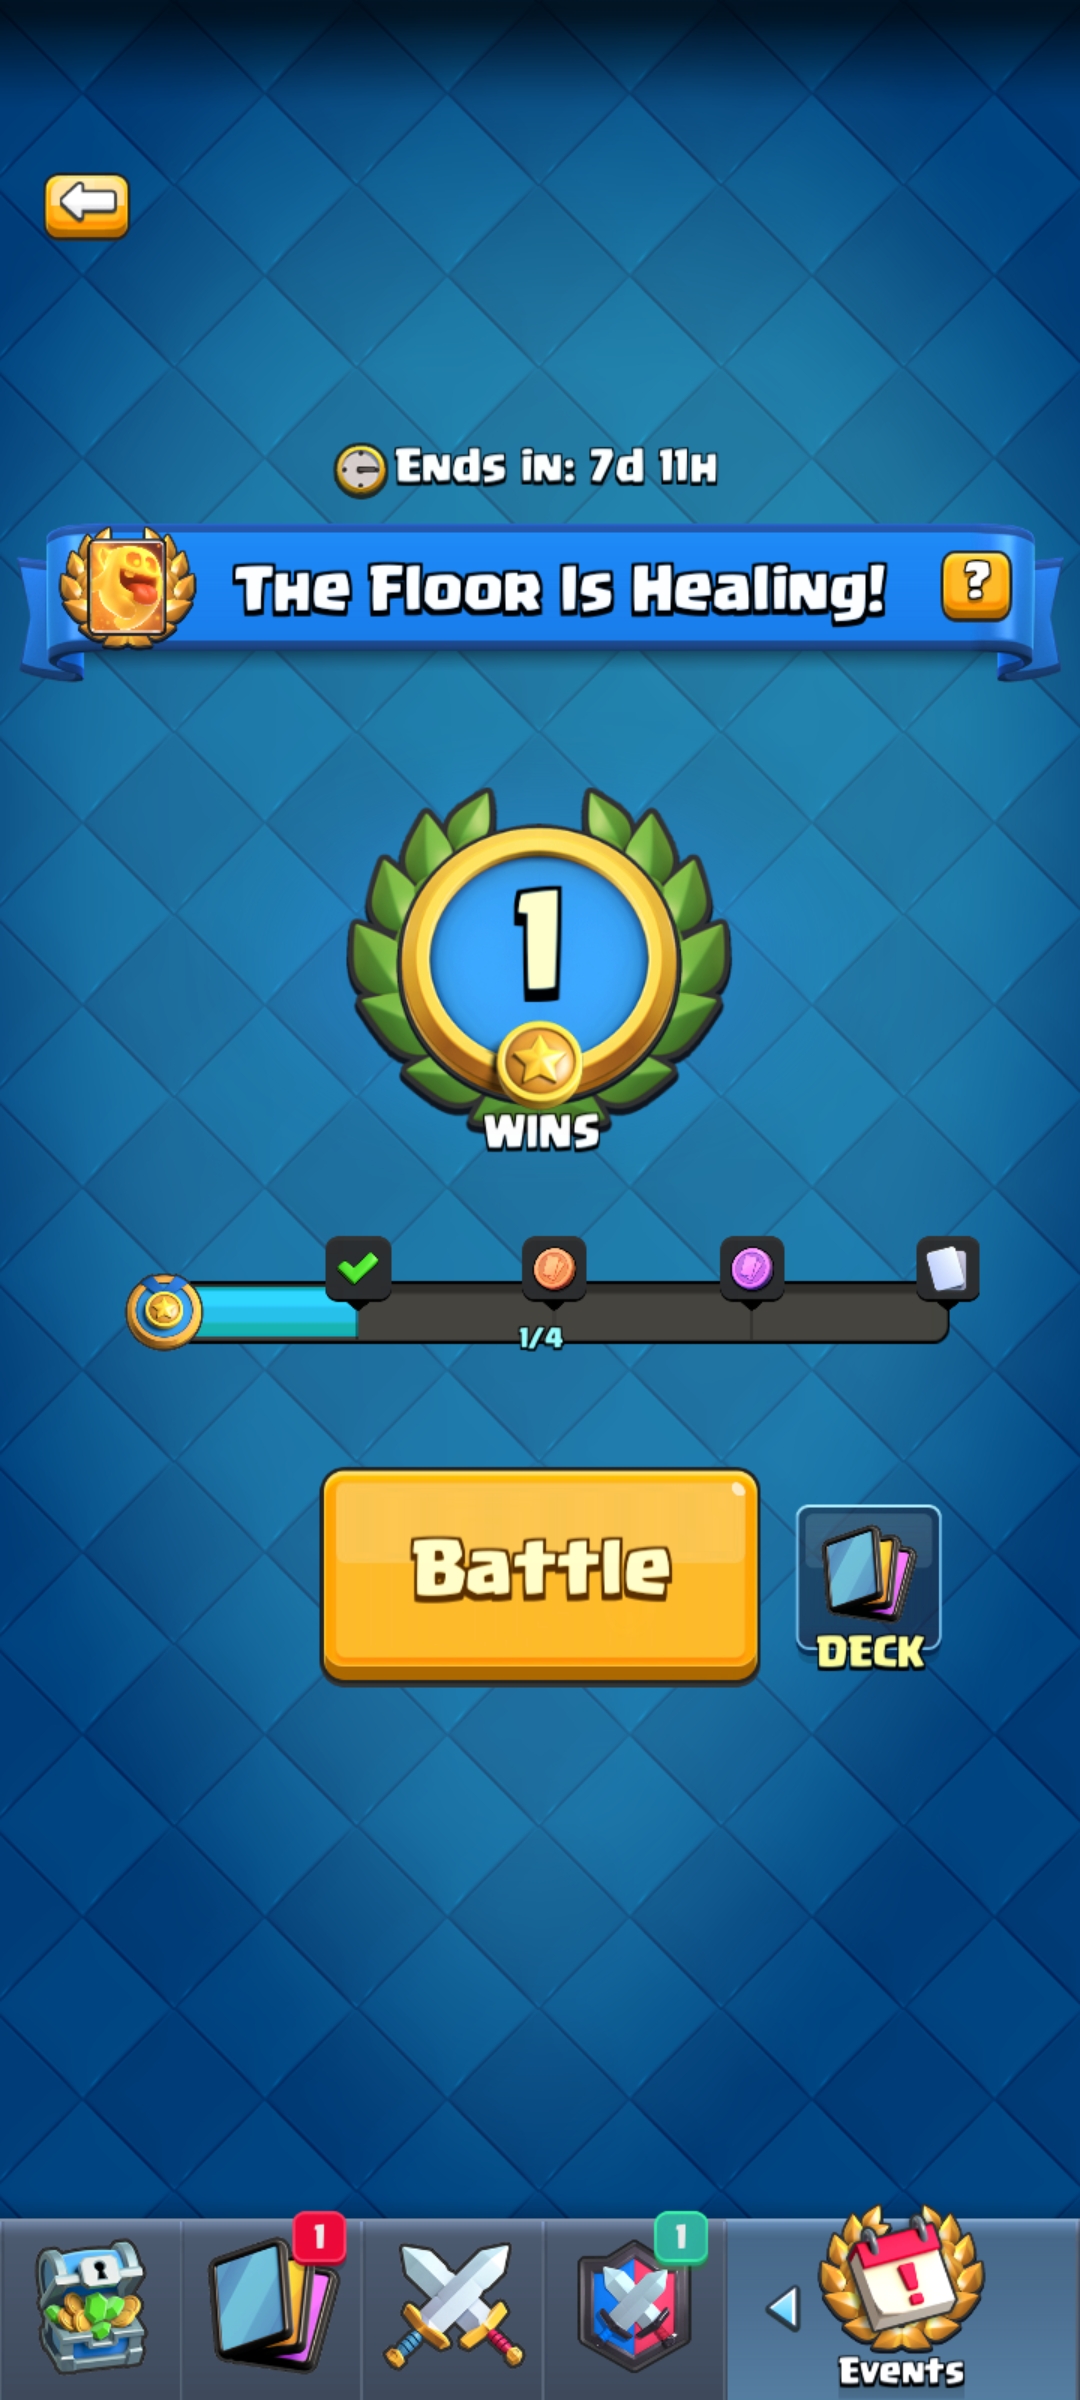 Ends in: 7d 11h
The Floor Is Healing!
?
1
WINS
1/4
Battle
DECK
1
1
!
Events